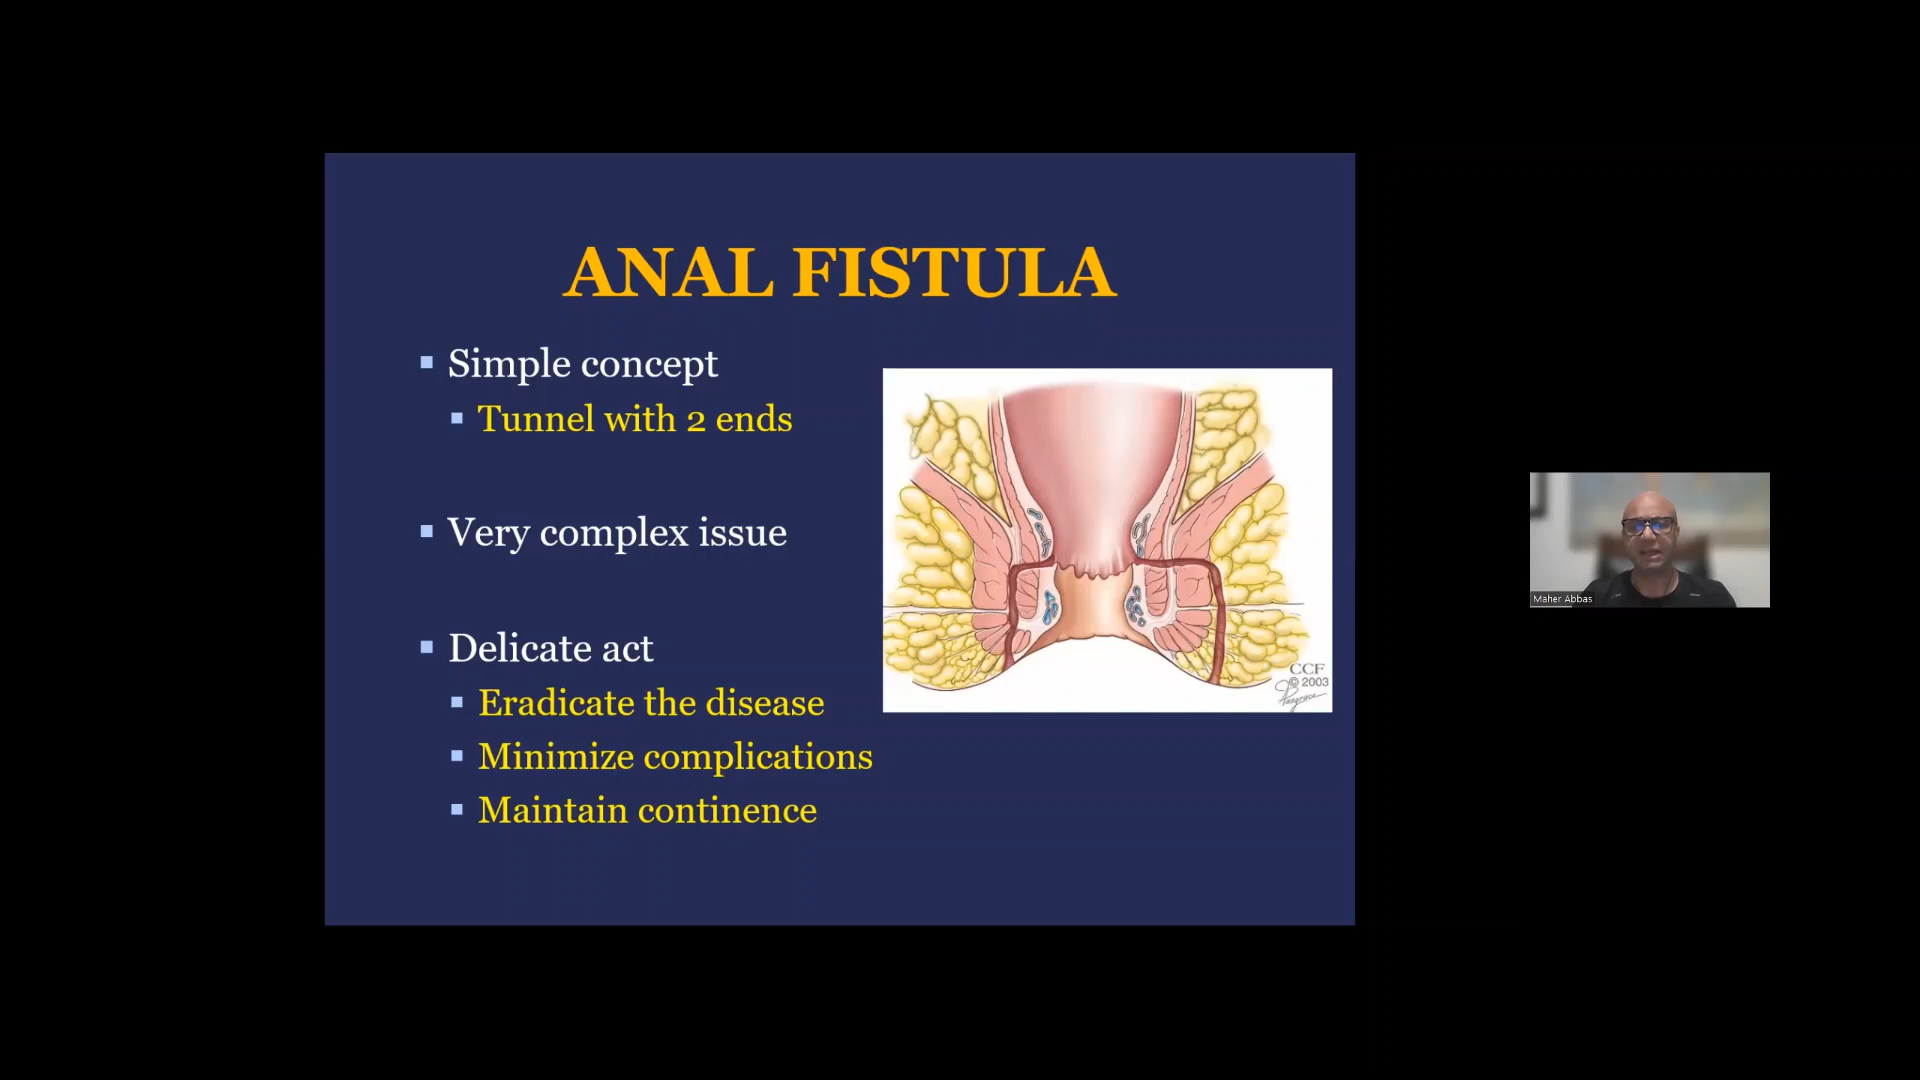 ANAL FISTULA
Simple concept
Tunnel with 2 ends
Very complex issue
Delicate act
Eradicate the disease
Minimize complications
Maintain continence
CCF
© 2003
Maher Abbas